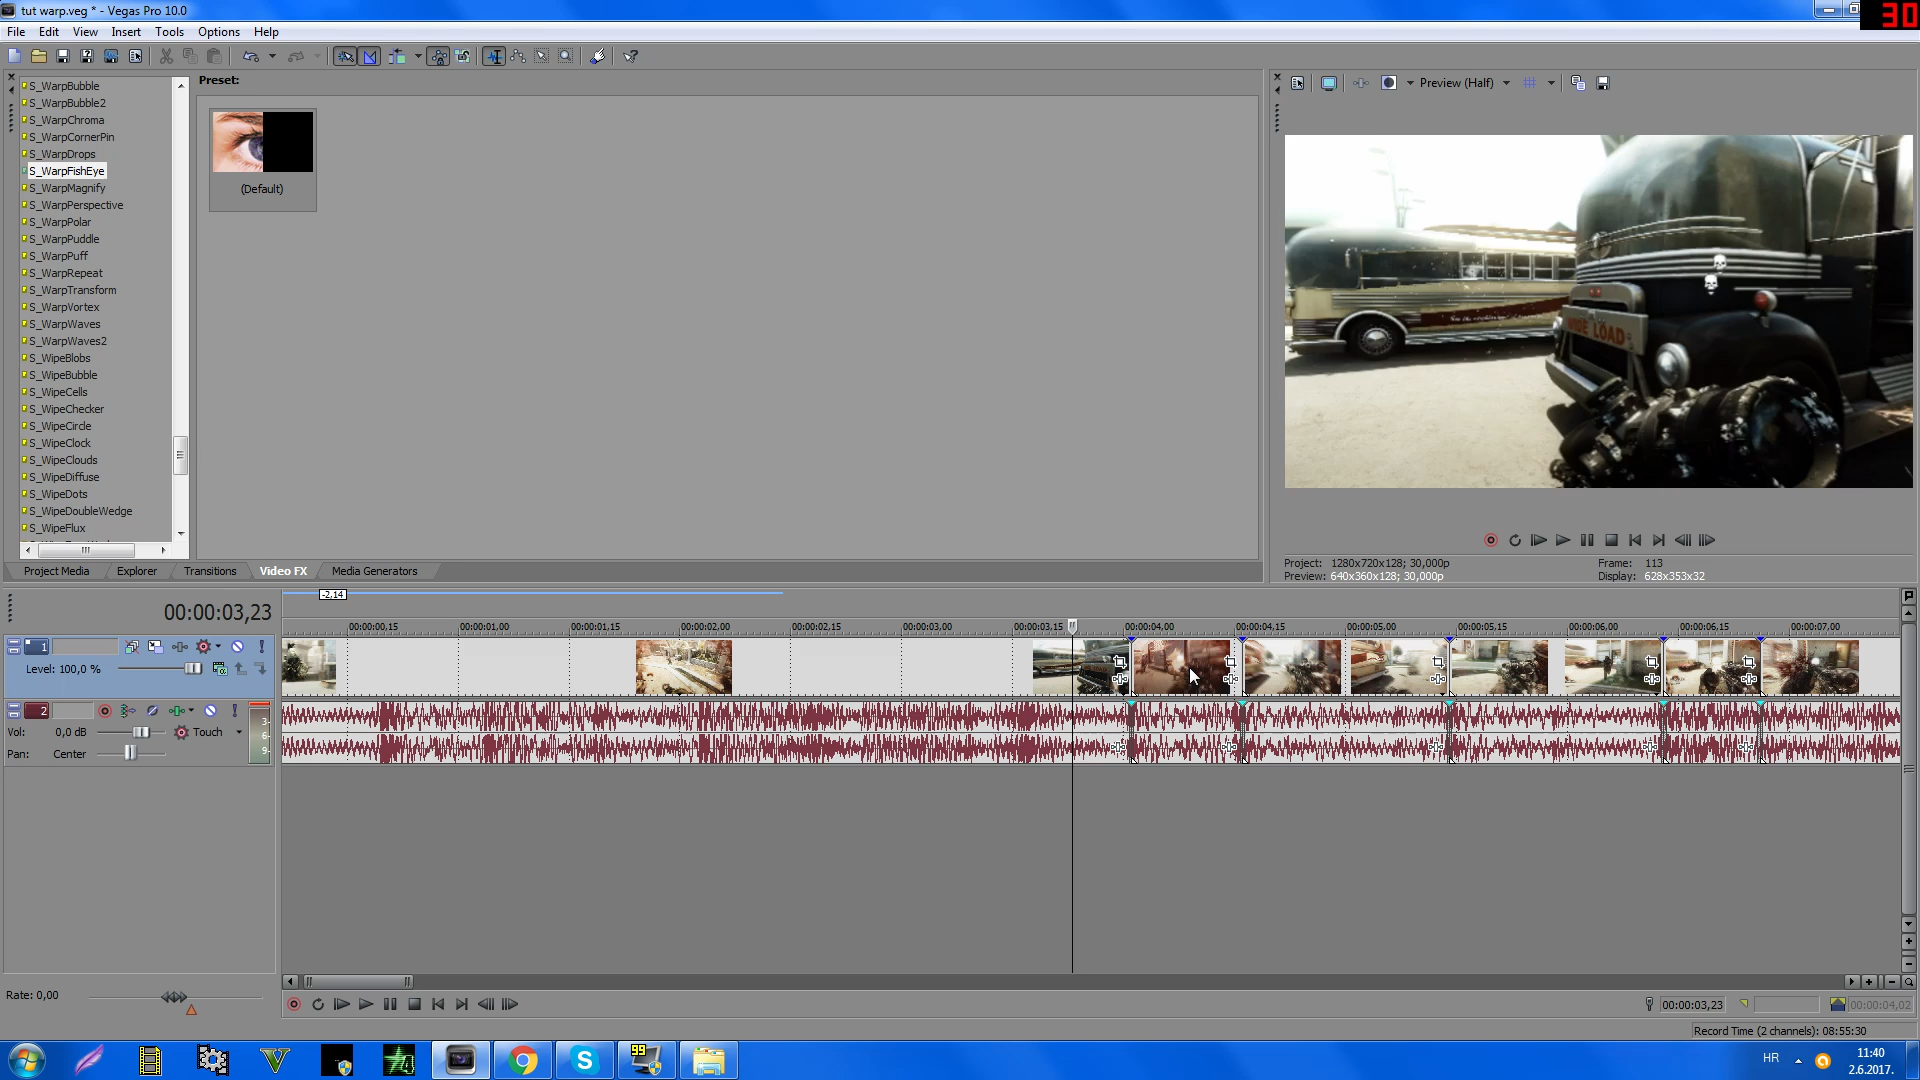 tut warp.veg * - Vegas Pro 10.0
30
File Edit View Insert Tools Options Help
Preset:
Preview (Half)
S_WarpBubble
S_WarpBubble2
S_WarpChroma
S_WarpCornerPin
S_WarpDrops
S_WarpFishEye
S_WarpMagnify
S_WarpPerspective
S_WarpPolar
S_WarpPuddle
S_WarpPuff
S_WarpRepeat
S_WarpTransform
S_WarpVortex
S_WarpWaves
S_WarpWaves2
S_WipeBlobs
S_WipeBubble
S_WipeCells
S_WipeChecker
S_WipeCircle
S_WipeClock
S_WipeClouds
S_WipeDiffuse
S_WipeDots
S_WipeDoubleWedge
S_WipeFlux
(Default)
WIDE LOAD
Project Media Explorer Transitions Video FX Media Generators
Project: 1280x720x128; 30,000p Frame: 113
Preview: 640x360x128; 30,000p Display: 628x353x32
-2,14
00:00:03,23
00:00:00,15 00:00:01,00 00:00:01,15 00:00:02,00 00:00:02,15 00:00:03,00 00:00:03,15 00:00:04,00 00:00:04,15 00:00:05,00 00:00:05,15 00:00:06,00 00:00:06,15 00:00:07,00
1
Level: 100,0 %
2
Vol: 0,0 dB Touch
Pan: Center
3-
6-
9-
Rate: 0,00
00:00:03,23 00:00:04,02
Record Time (2 channels): 08:55:30
99
HR
11:40
2.6.2017.